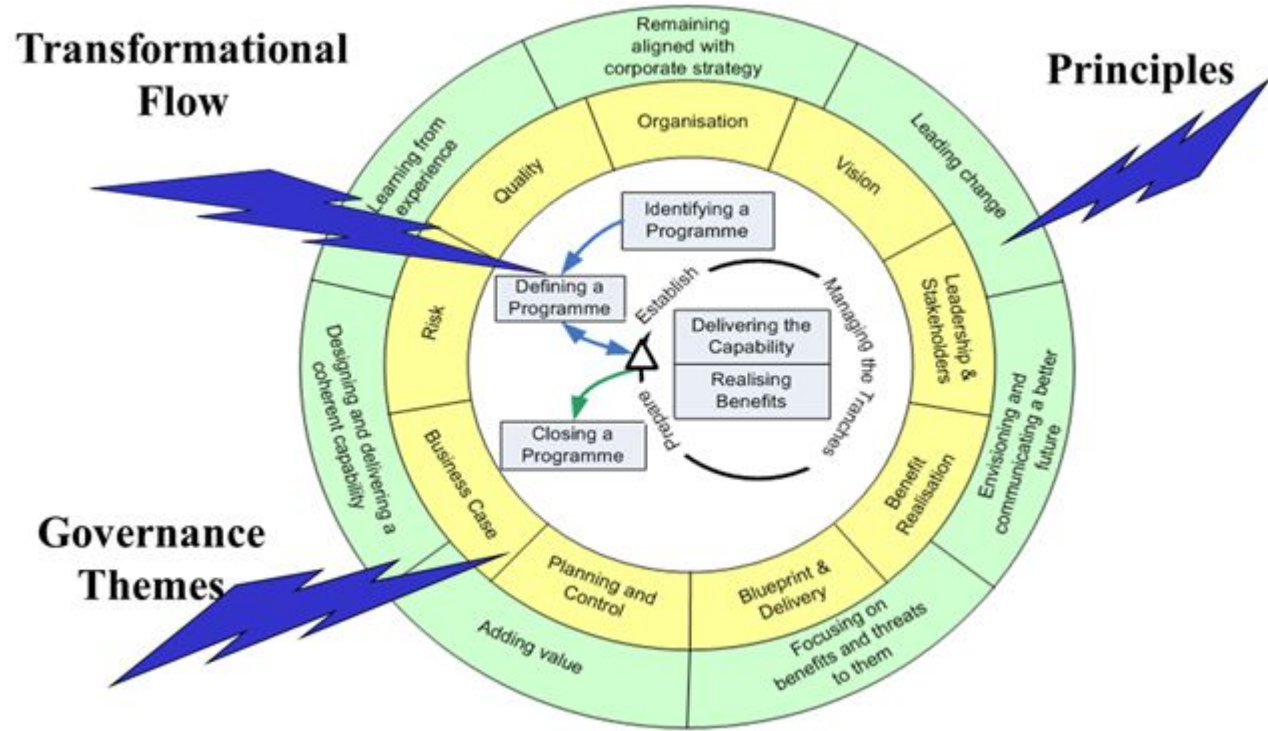 Transformational
Flow
Principles
Governance
Themes
Remaining
aligned with
corporate strategy
Leading change
Envisioning and
communicating a better
future
Focusing on
benefits and threats
to them
Adding value
Designing and delivering a
coherent capability
Learning from
experience
Organisation
Vision
Leadership &
Stakeholders
Benefit
Realisation
Blueprint &
Delivery
Planning and
Control
Business Case
Risk
Quality
Identifying a
Programme
Defining a
Programme
Establish
Managing the Tranches
Delivering the
Capability
Realising
Benefits
Prepare
Closing a
Programme